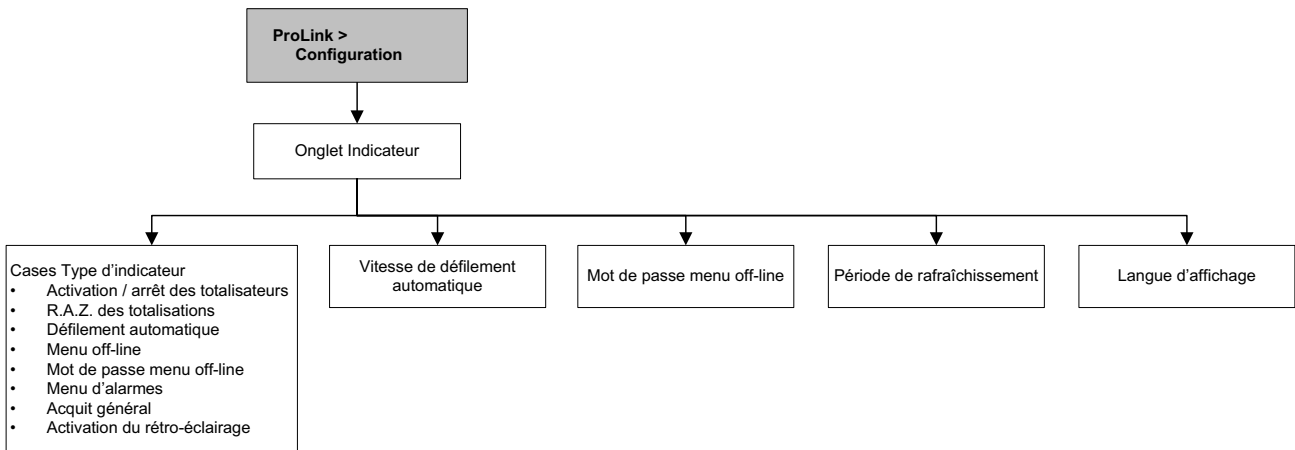 ProLink >
Configuration
Onglet Indicateur
Cases Type d’indicateur
• Activation / arrêt des totalisateurs
• R.A.Z. des totalisations
• Défilement automatique
• Menu off-line
• Mot de passe menu off-line
• Menu d’alarmes
• Acquit général
• Activation du rétro-éclairage
Vitesse de défilement
automatique
Mot de passe menu off-line
Période de rafraîchissement
Langue d’affichage